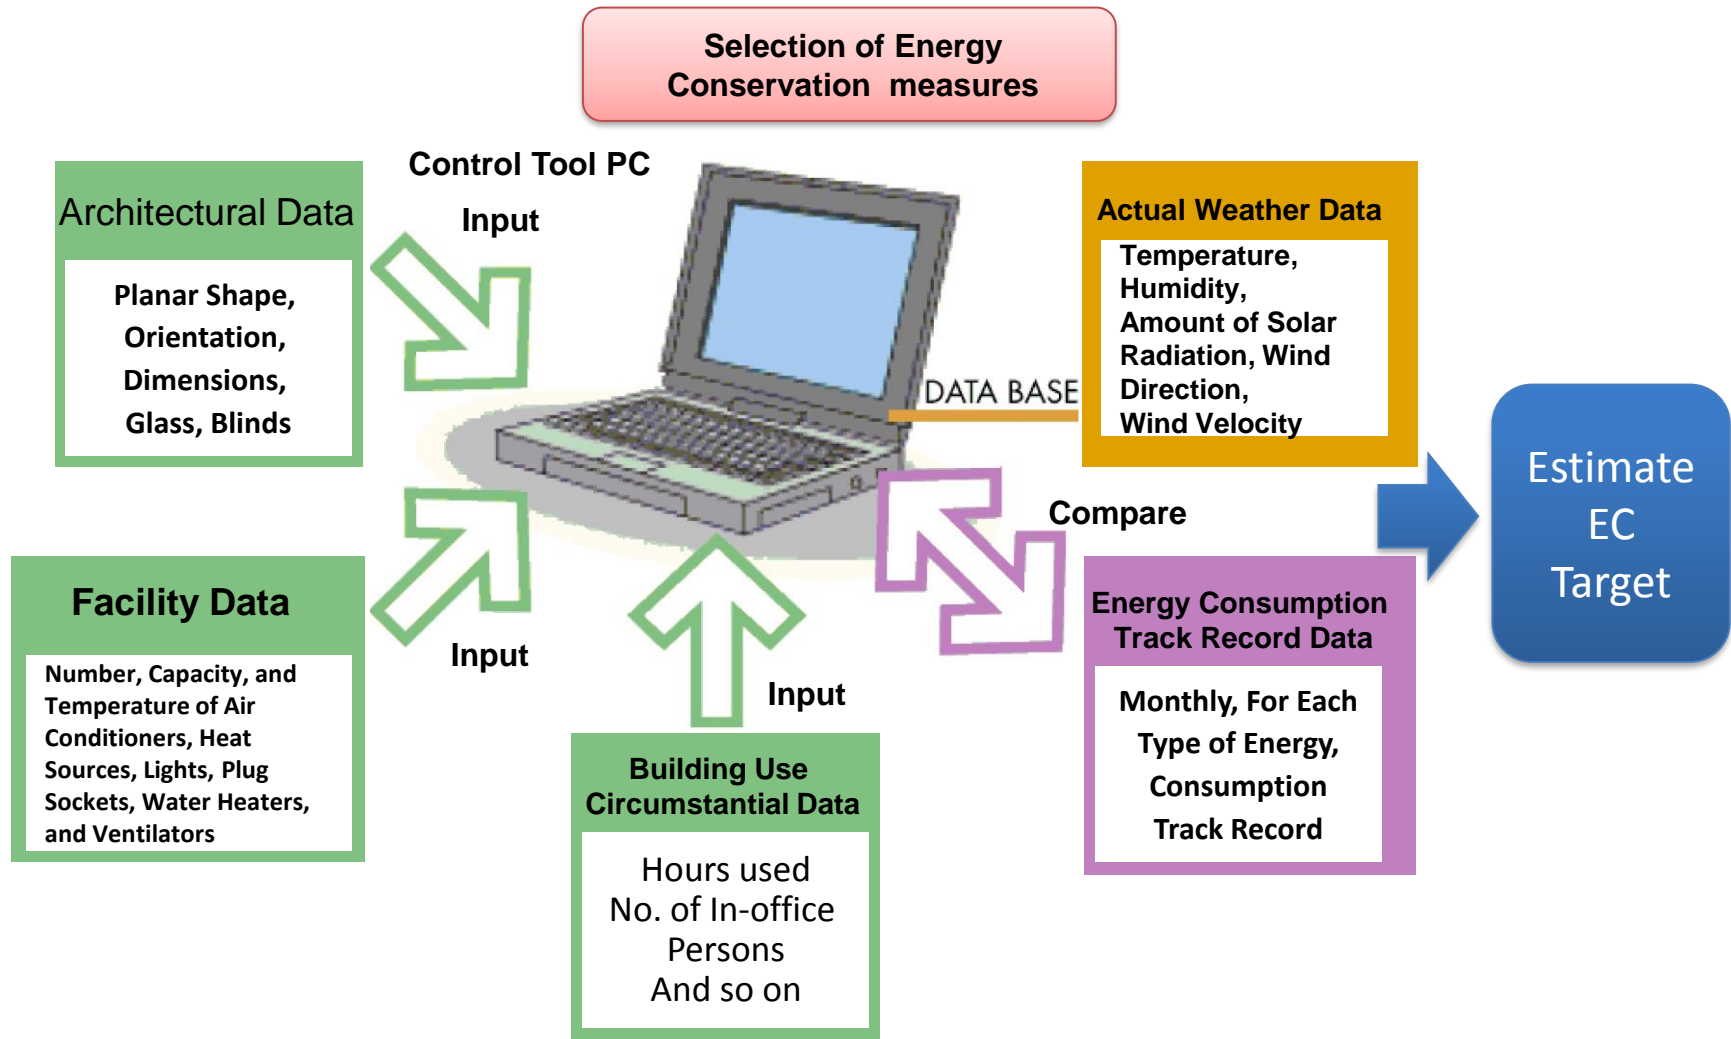 Selection of Energy
Conservation measures
Control Tool PC
Input
Architectural Data
Planar Shape,
Orientation,
Dimensions,
Glass, Blinds
Actual Weather Data
Temperature,
Humidity,
Amount of Solar
Radiation, Wind
Direction,
Wind Velocity
DATA BASE
Estimate
EC
Target
Compare
Facility Data
Number, Capacity, and
Temperature of Air
Conditioners, Heat
Sources, Lights, Plug
Sockets, Water Heaters,
and Ventilators
Input
Input
Building Use
Circumstantial Data
Hours used
No. of In-office
Persons
And so on
Energy Consumption
Track Record Data
Monthly, For Each
Type of Energy,
Consumption
Track Record